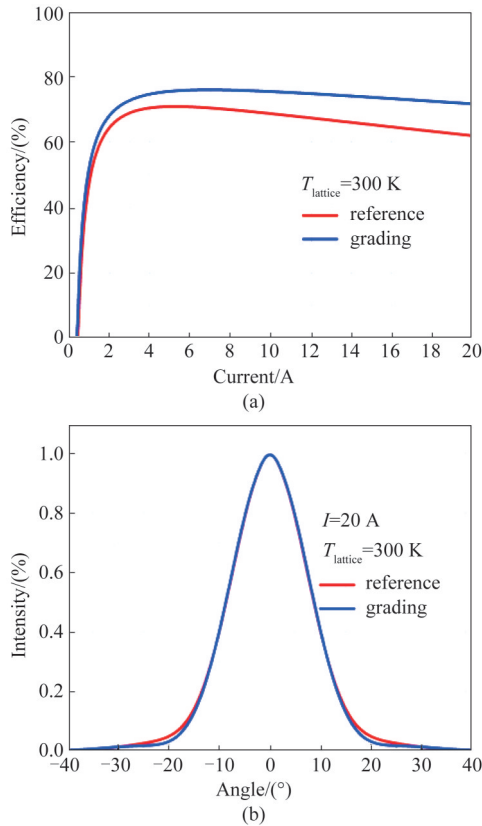 100
80
60
40
20
0
Efficiency/(%)
T_lattice=300 K
reference
grading
0 2 4 6 8 10 12 14 16 18 20
Current/A
(a)
1.0
0.8
0.6
0.4
0.2
0.0
Intensity/(%)
I=20 A
T_lattice=300 K
reference
grading
−40 −30 −20 −10 0 10 20 30 40
Angle/(°)
(b)